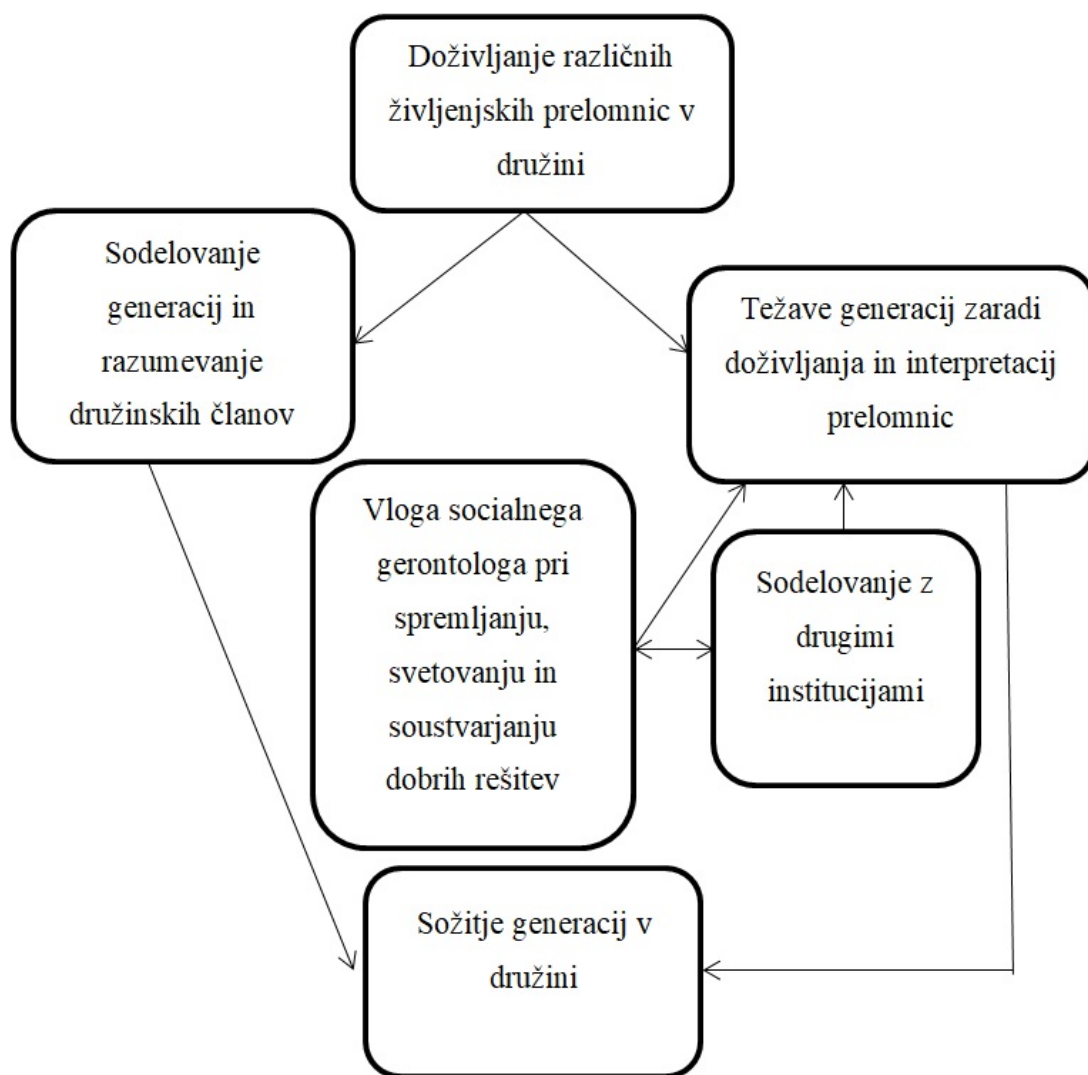 Doživljanje različnih
življenjskih prelomnic v
družini
Sodelovanje
generacij in
razumevanje
družinskih članov
Težave generacij zaradi
doživljanja in interpretacij
prelomnic
Vloga socialnega
gerontologa pri
spremljanju,
svetovanju in
soustvarjanju
dobrih rešitev
Sodelovanje z
drugimi
institucijami
Sožitje generacij v
družini